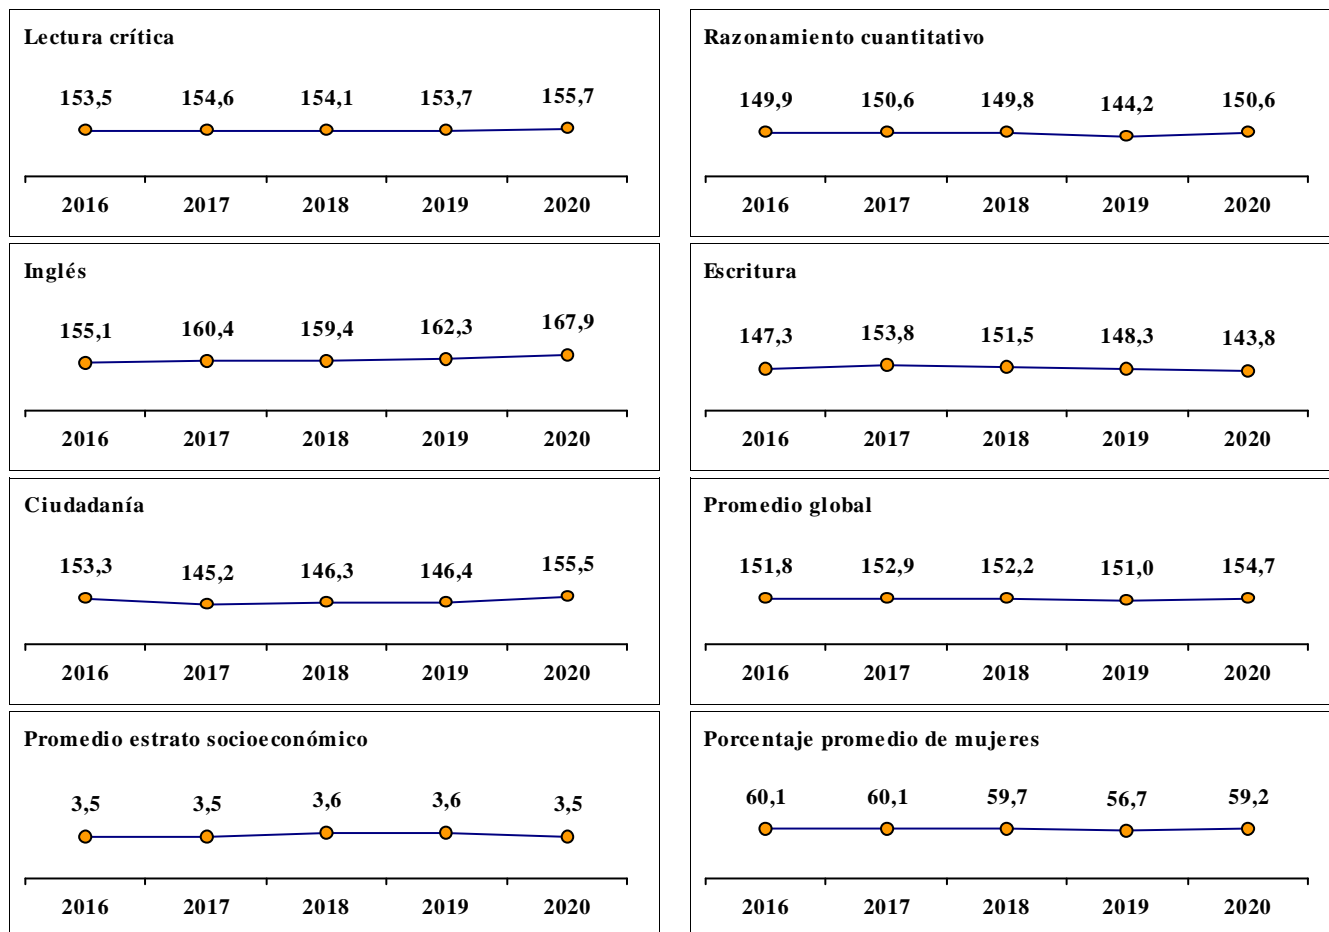 Lectura crítica
153,5 154,6 154,1 153,7 155,7
2016 2017 2018 2019 2020
Razonamiento cuantitativo
149,9 150,6 149,8 144,2 150,6
2016 2017 2018 2019 2020
Inglés
155,1 160,4 159,4 162,3 167,9
2016 2017 2018 2019 2020
Escritura
147,3 153,8 151,5 148,3 143,8
2016 2017 2018 2019 2020
Ciudadanía
153,3 145,2 146,3 146,4 155,5
2016 2017 2018 2019 2020
Promedio global
151,8 152,9 152,2 151,0 154,7
2016 2017 2018 2019 2020
Promedio estrato socioeconómico
3,5 3,5 3,6 3,6 3,5
2016 2017 2018 2019 2020
Porcentaje promedio de mujeres
60,1 60,1 59,7 56,7 59,2
2016 2017 2018 2019 2020